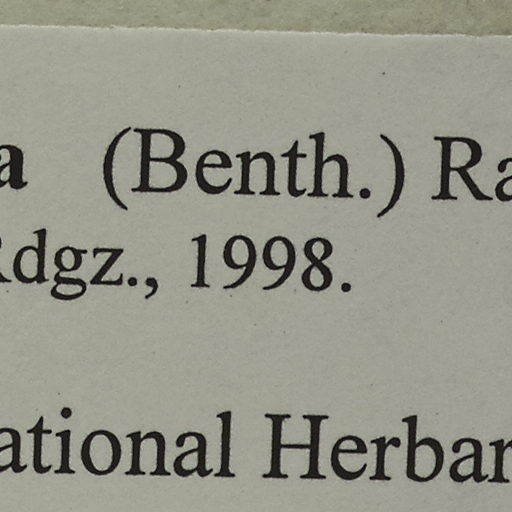 a (Benth.) Ra
Rdgz., 1998.
ational Herbar